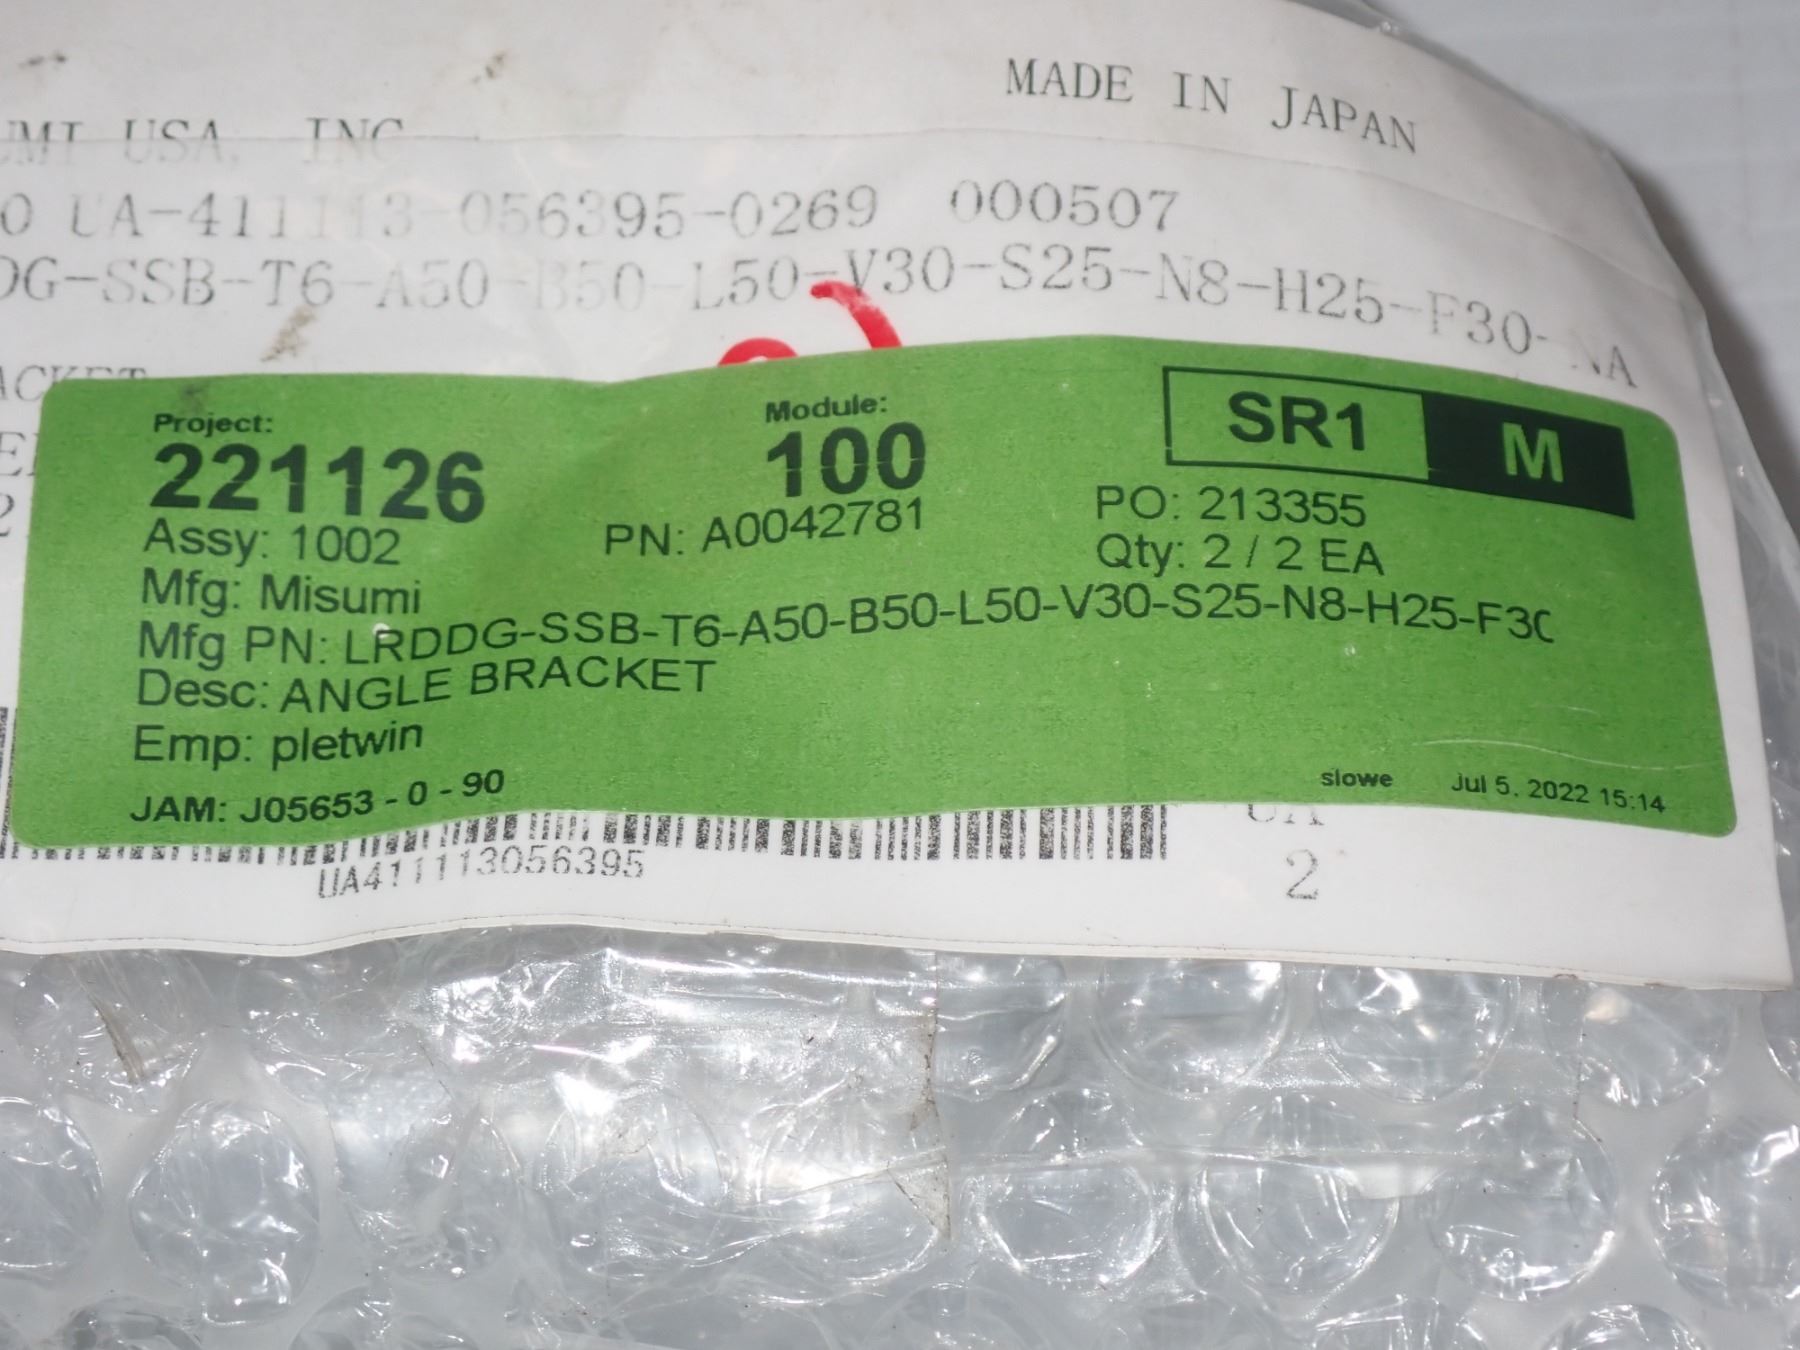 MADE IN JAPAN
UMI USA, INC
0 UA-411113-056395-0269 000507
DG-SSB-T6-A50-B50-L50-V30-S25-N8-H25-F30- NA
ACKET
Project:
221126
Module:
100
SR1 M
Assy: 1002
PN: A0042781
PO: 213355
Qty: 2 / 2 EA
Mfg: Misumi
Mfg PN: LRDDG-SSB-T6-A50-B50-L50-V30-S25-N8-H25-F30
Desc: ANGLE BRACKET
Emp: pletwin
JAM: J05653 - 0 - 90
slowe Jul 5, 2022 15:14
UA411113056395
2